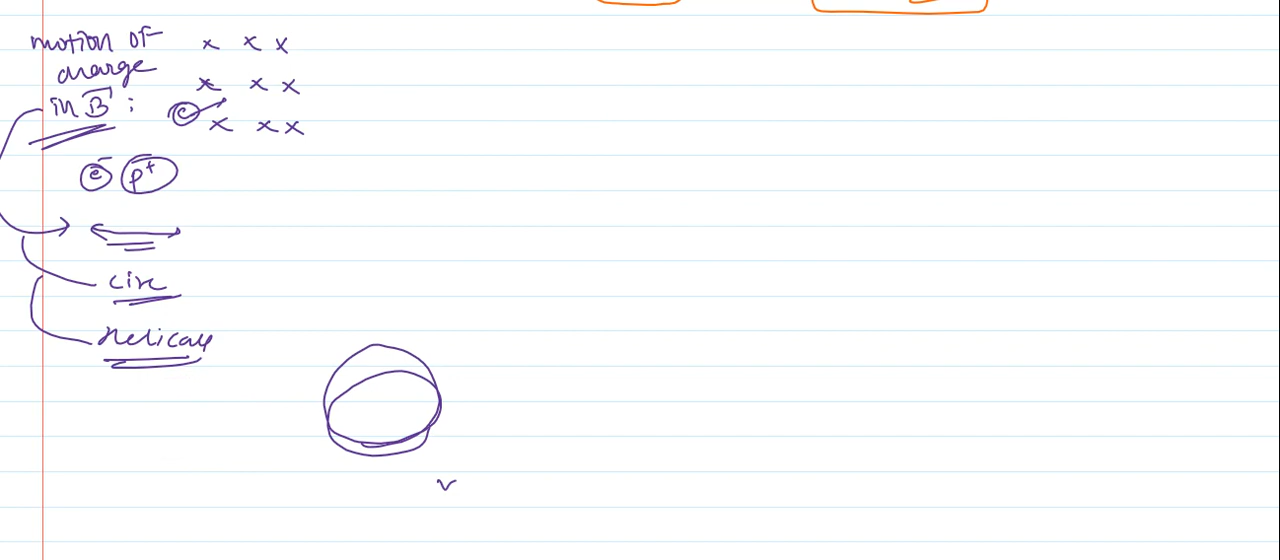 motion of x x x
charge x x x
in B⃗ : e x x x
e⁻ p⁺
circ
Helical
v